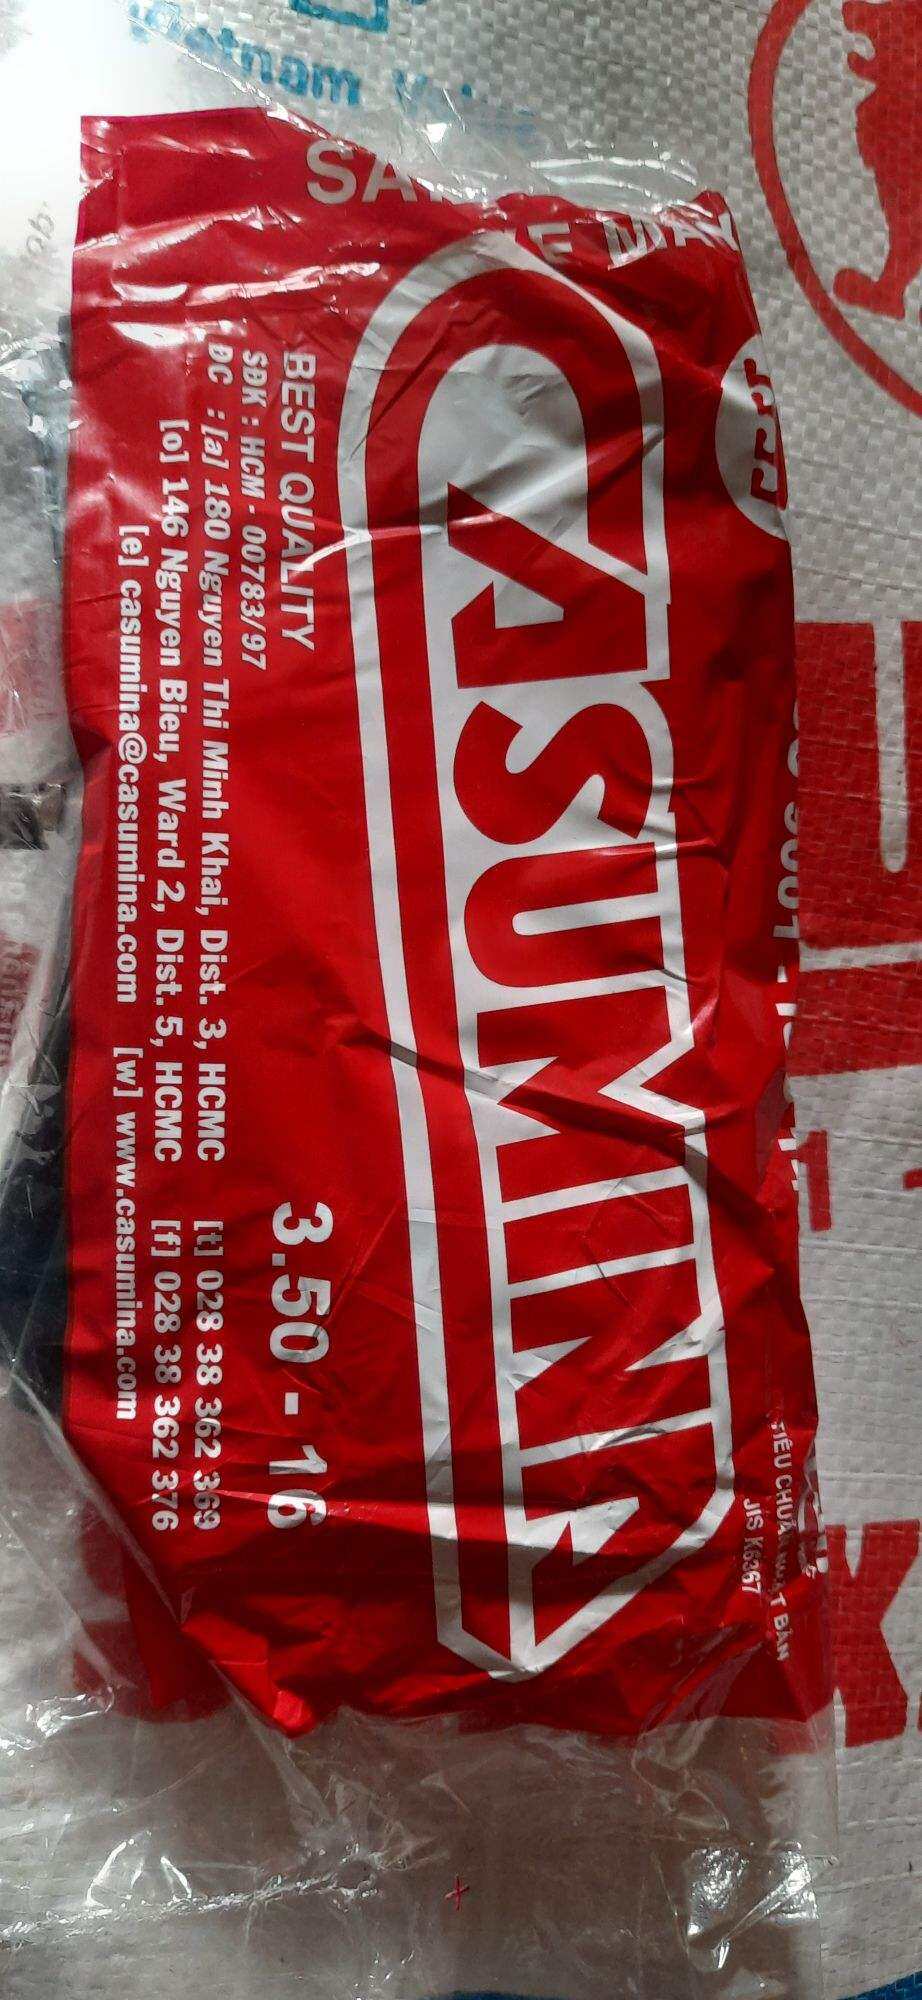 CASUMINA
BEST QUALITY
3.50 - 16
SĐK : HCM - 00783/97
ĐC : [a] 180 Nguyen Thi Minh Khai, Dist. 3, HCMC [t] 028 38 362 369
[o] 146 Nguyen Bieu, Ward 2, Dist. 5, HCMC [f] 028 38 362 376
[e] casumina@casumina.com [w] www.casumina.com
JIS K6367